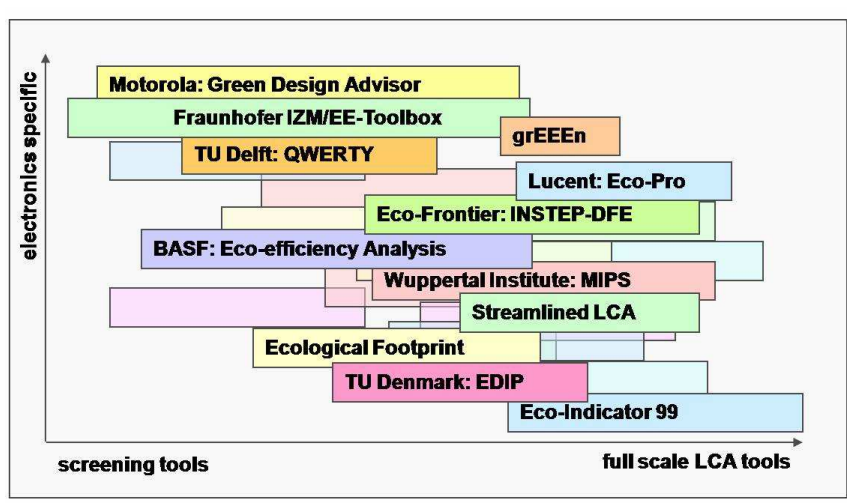 electronics specific
Motorola: Green Design Advisor
Fraunhofer IZM/EE-Toolbox
grEEEn
TU Delft: QWERTY
Lucent: Eco-Pro
Eco-Frontier: INSTEP-DFE
BASF: Eco-efficiency Analysis
Wuppertal Institute: MIPS
Streamlined LCA
Ecological Footprint
TU Denmark: EDIP
Eco-Indicator 99
screening tools
full scale LCA tools